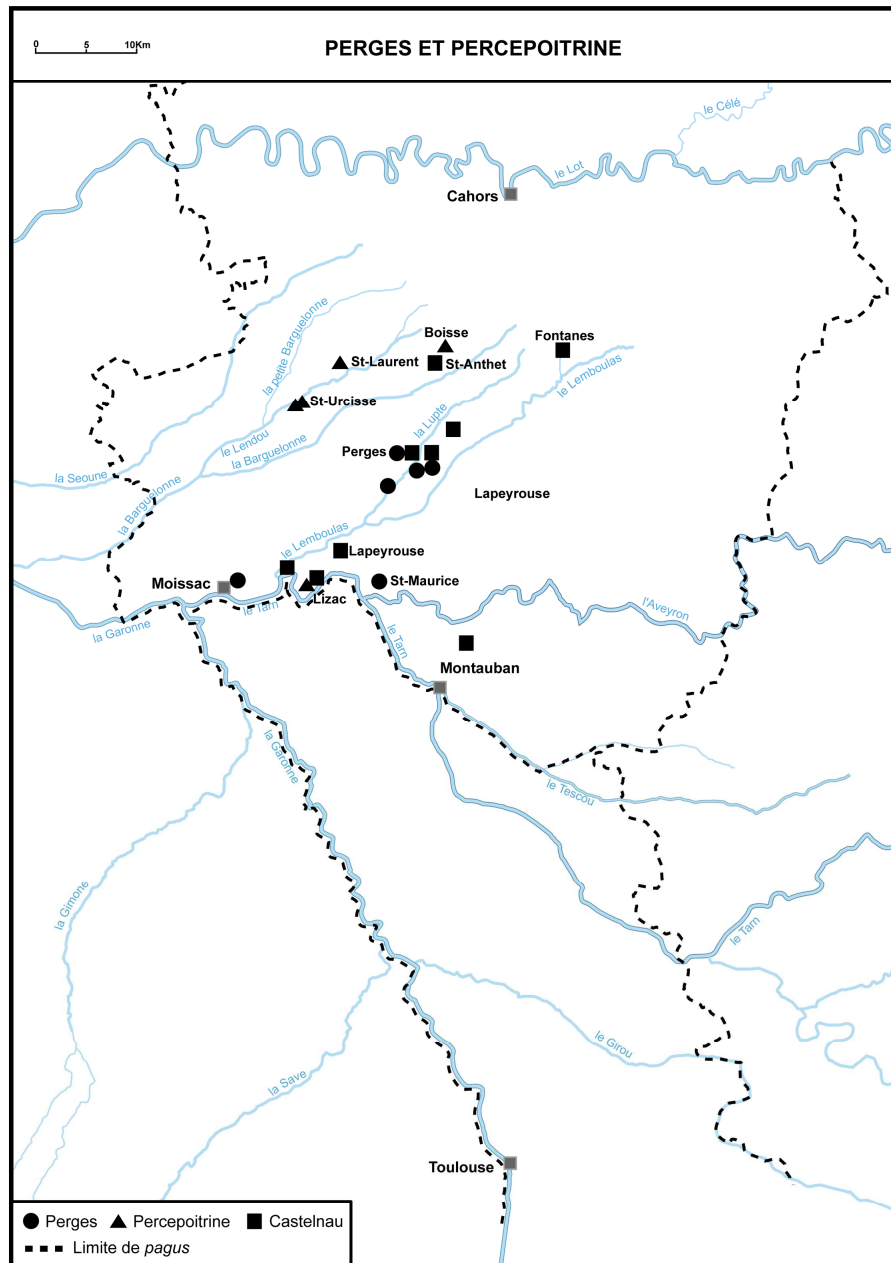 0 5 10Km
PERGES ET PERCEPOITRINE
le Célé
le Lot
Cahors
la petite Barguelonne
Boisse
Fontanes
St-Laurent
St-Anthet
le Lemboulas
St-Urcisse
la Lupte
le Lendou
la Barguelonne
Perges
la Seoune
la Barguelonne
Lapeyrouse
le Lemboulas
Lapeyrouse
Moissac
St-Maurice
Lizac
le Tarn
l'Aveyron
la Garonne
le Tarn
Montauban
la Garonne
le Tescou
la Gimone
le Tarn
le Girou
la Save
Toulouse
Perges Percepoitrine Castelnau
Limite de pagus